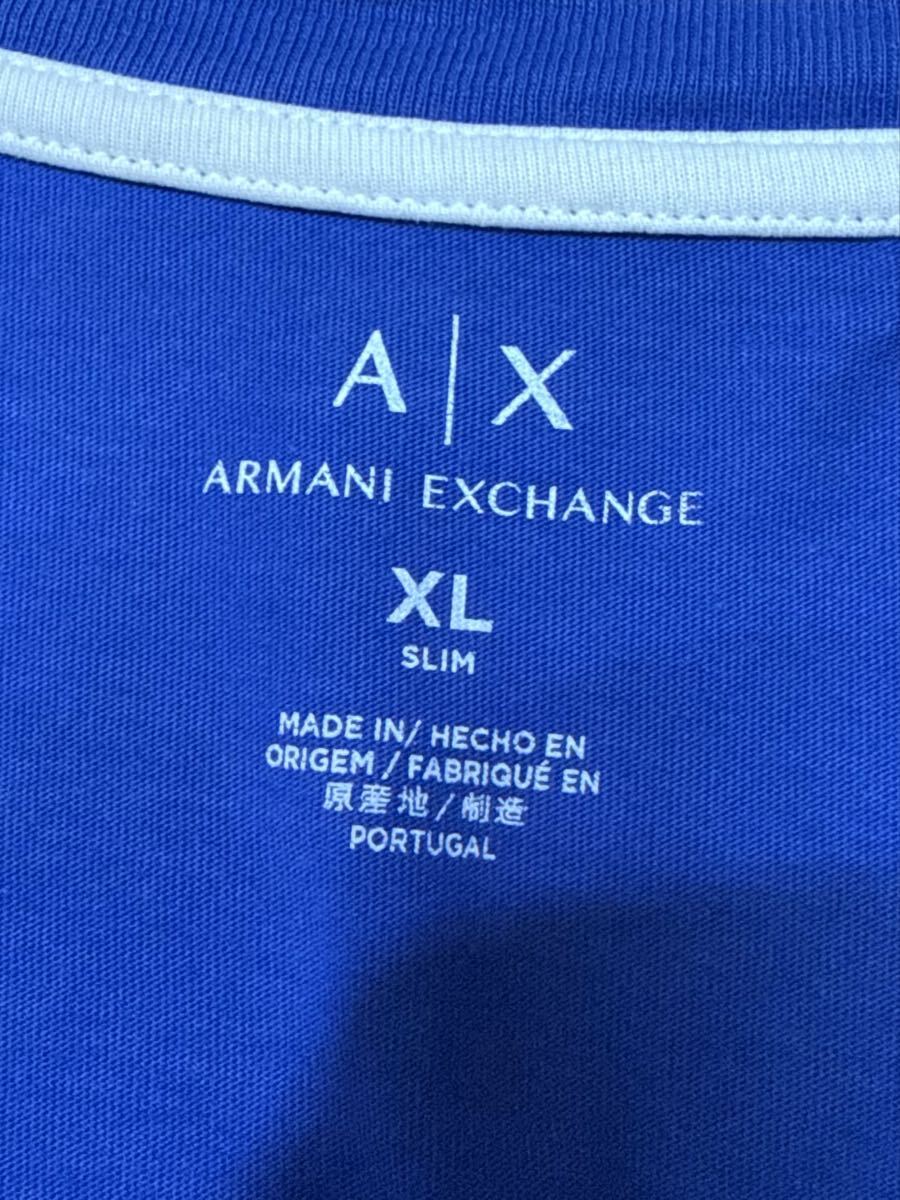 A|X
ARMANI EXCHANGE
XL
SLIM
MADE IN/ HECHO EN
ORIGEM / FABRIQUÉ EN
原産地 / 制造
PORTUGAL